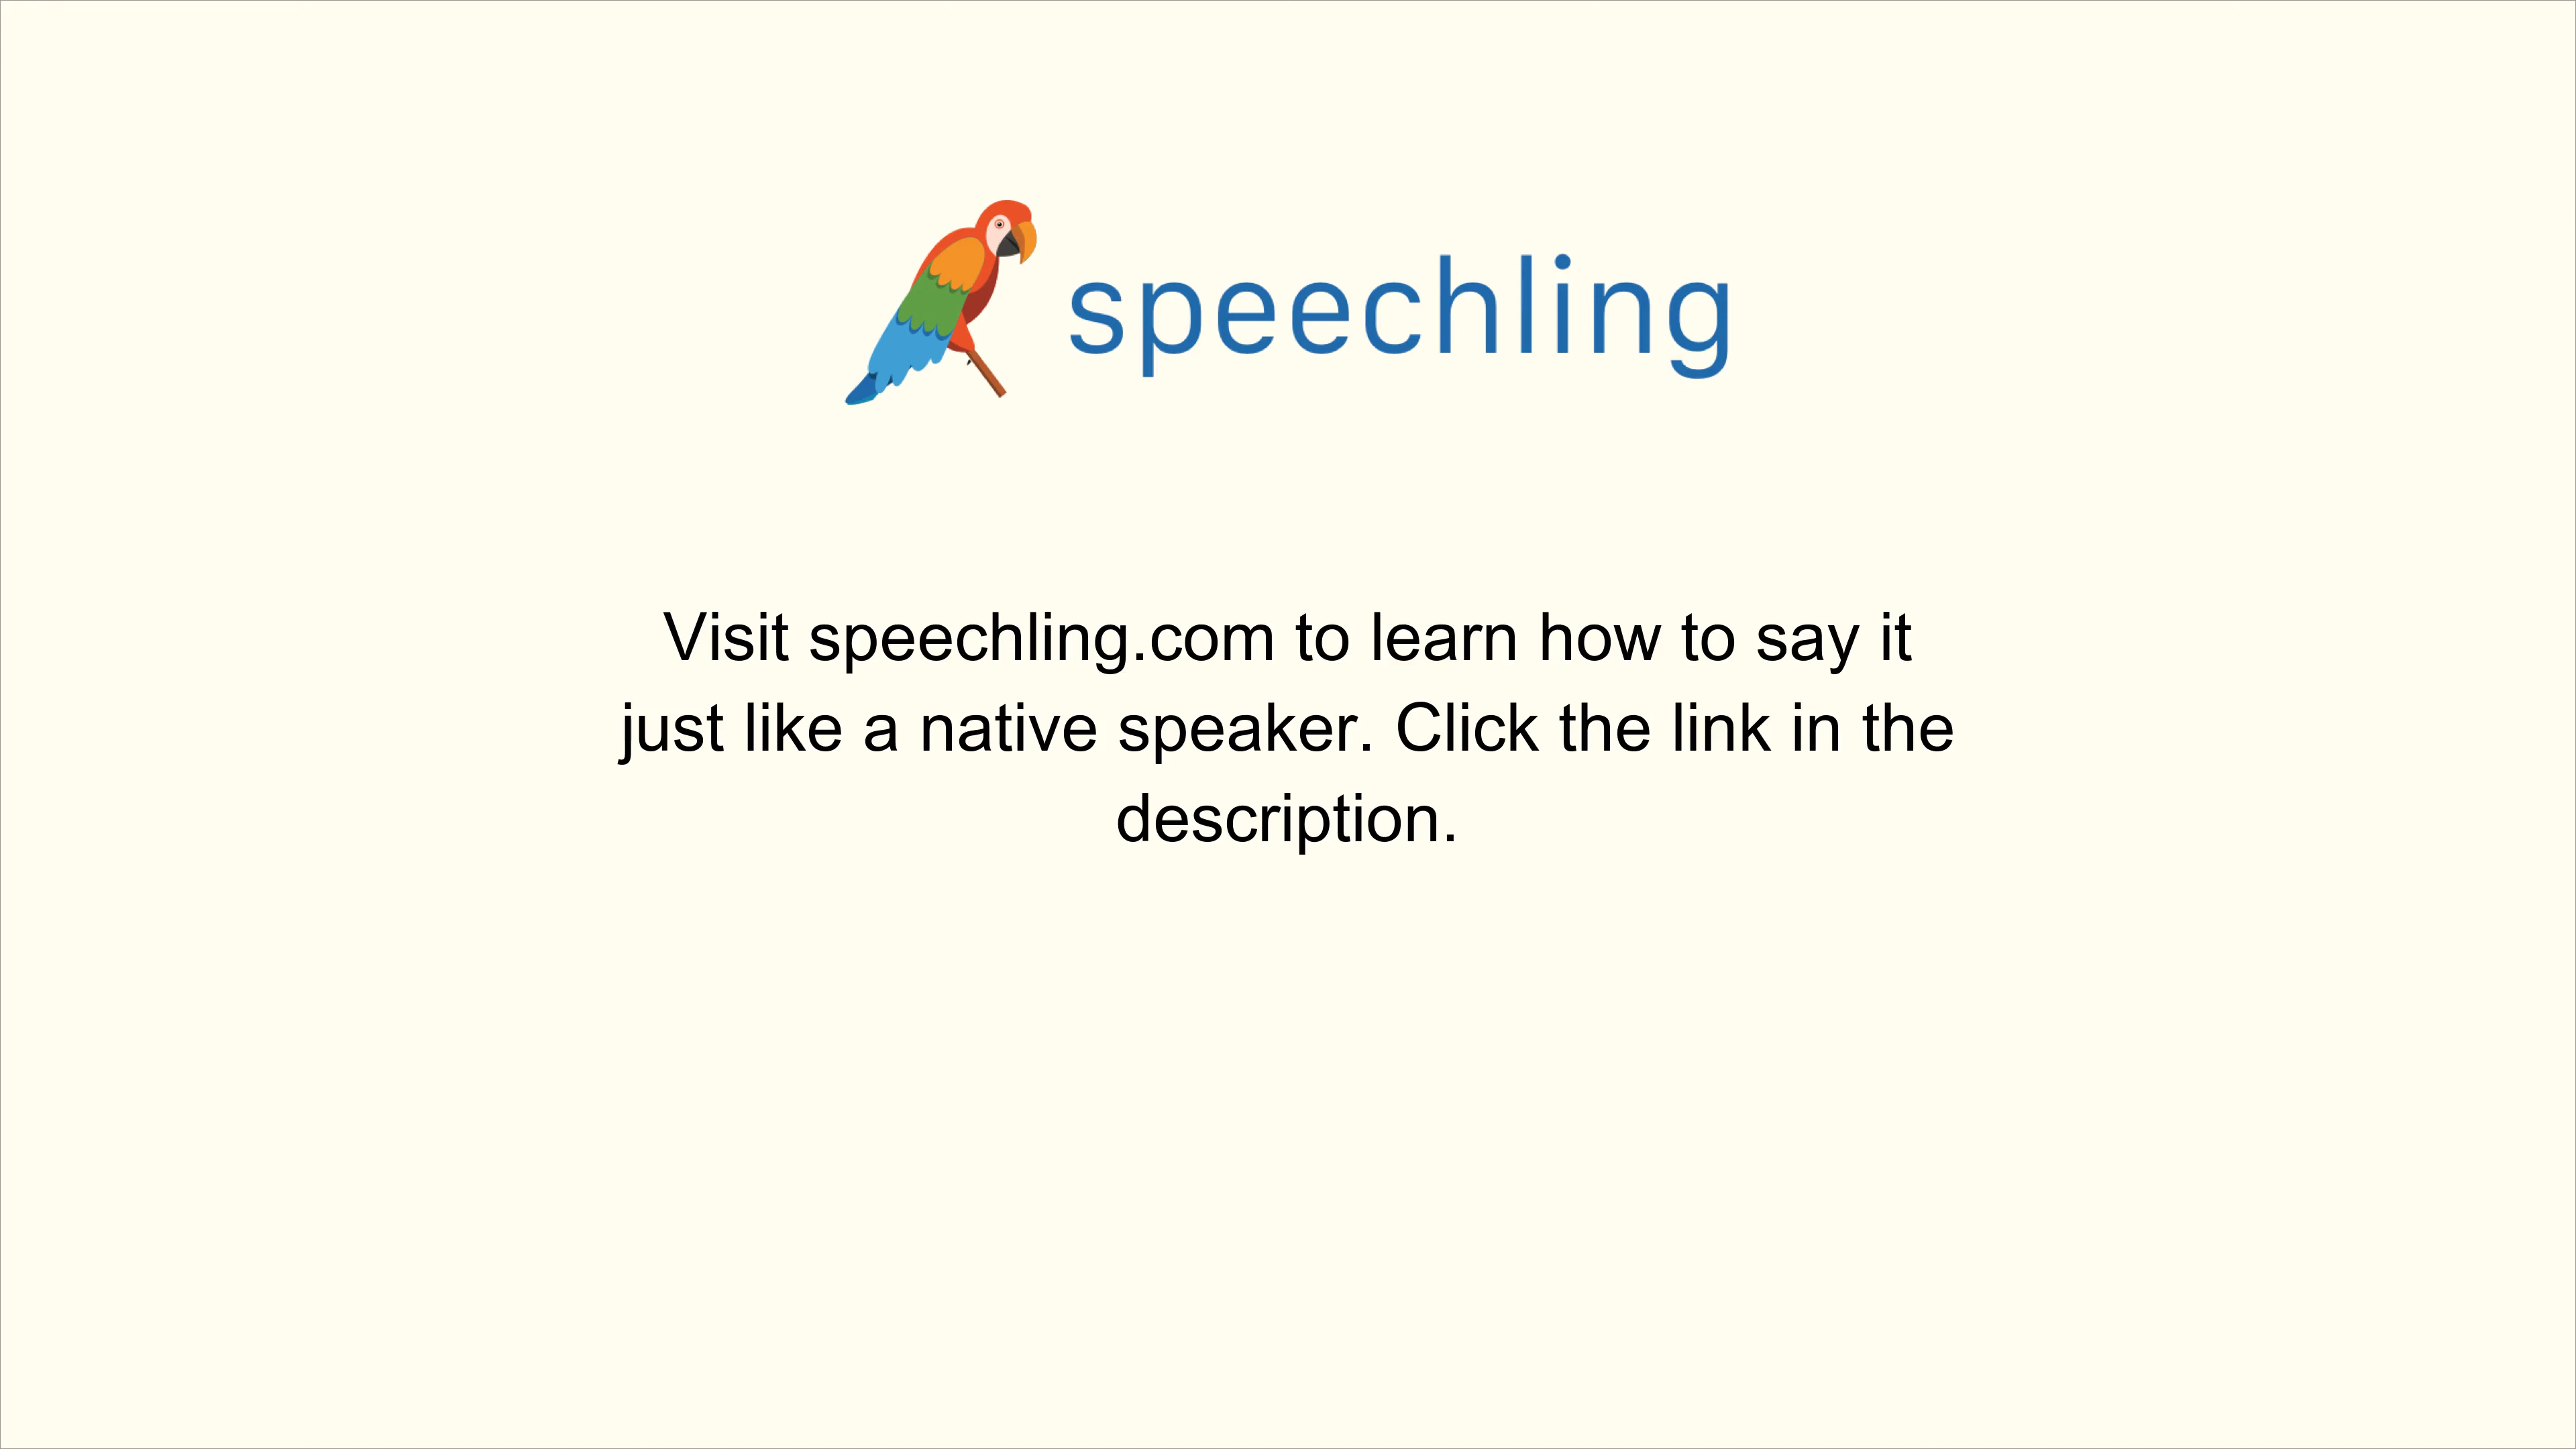 speechling
Visit speechling.com to learn how to say it
just like a native speaker. Click the link in the
description.